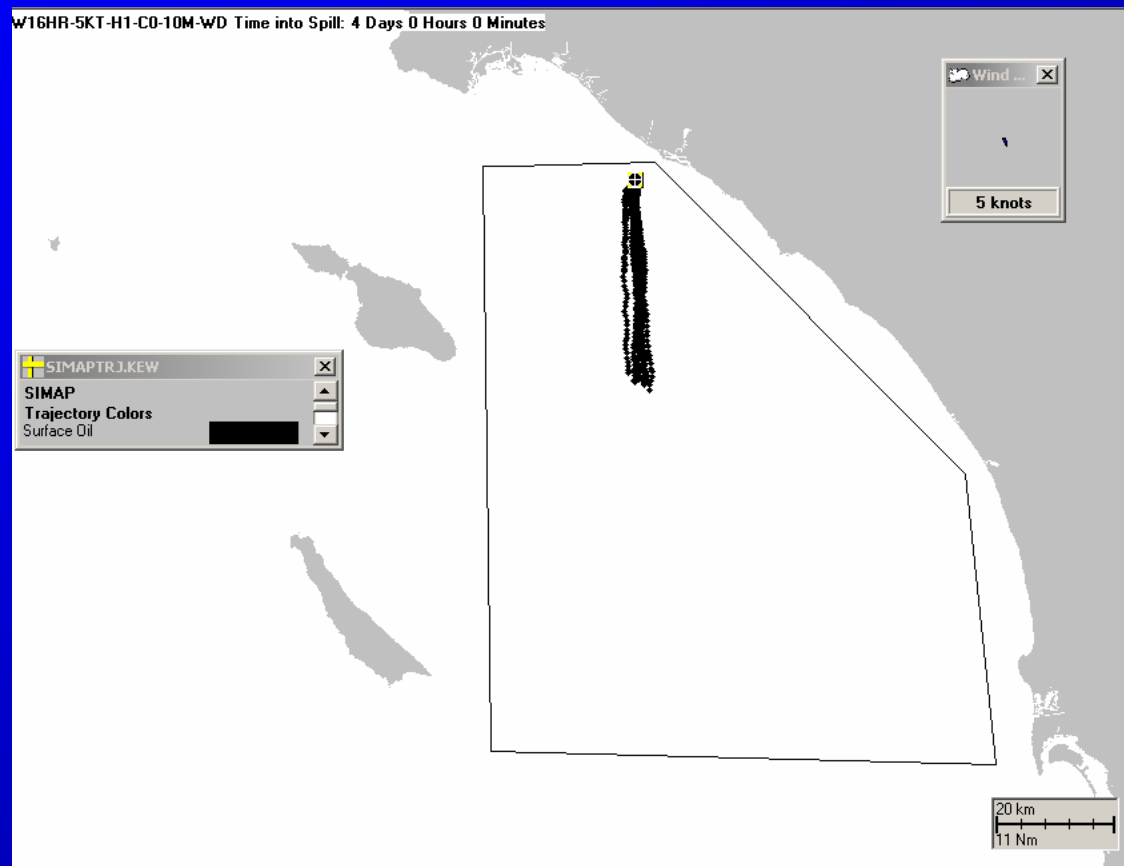 W16HR-5KT-H1-C0-10M-WD Time into Spill: 4 Days 0 Hours 0 Minutes
Wind ...
5 knots
SIMAPTRJ.KEW
SIMAP
Trajectory Colors
Surface Oil
20 km
11 Nm